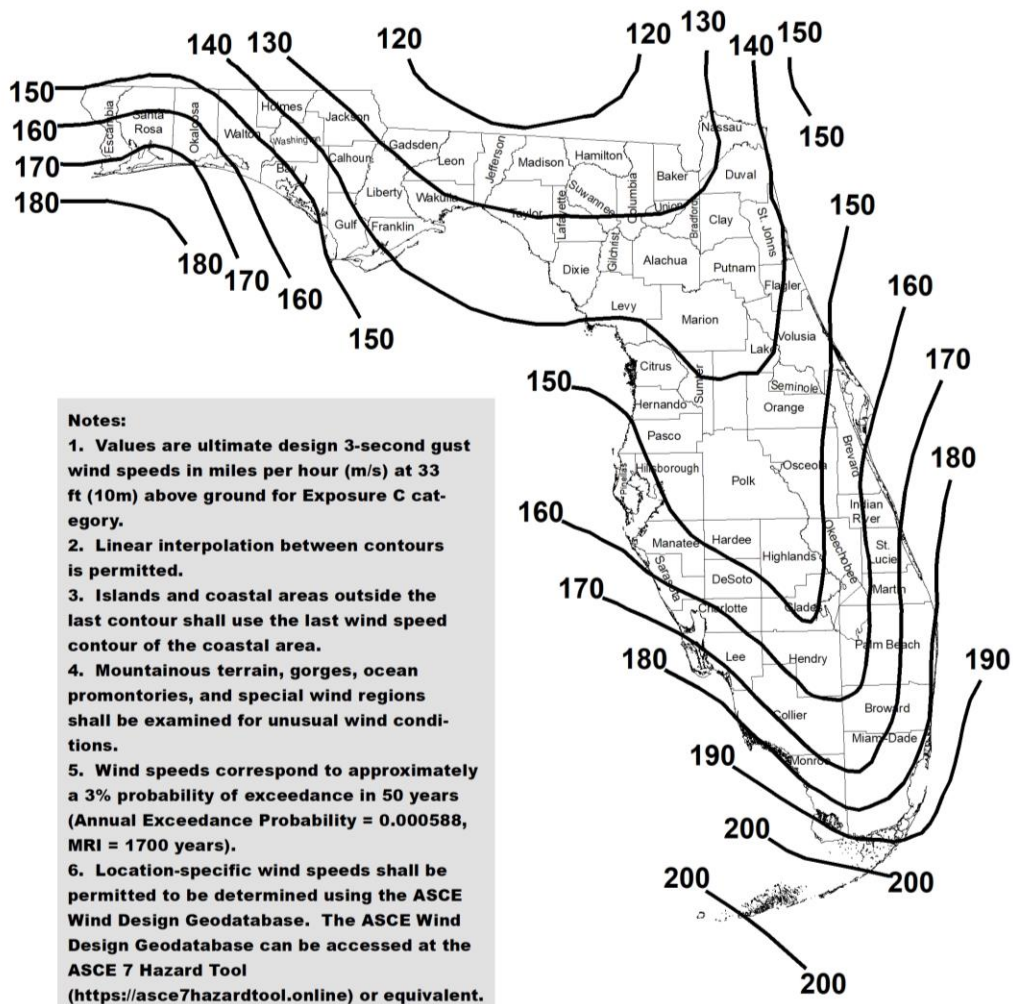 120
120
130
150
140
130
140
150
150
160
170
180
180
170
160
150
150
150
160
170
180
150
160
170
180
190
190
200
200
200
200
Escambia
Santa
Rosa
Okaloosa
Walton
Holmes
Washington
Bay
Jackson
Calhoun
Gulf
Gadsden
Liberty
Franklin
Leon
Wakulla
Jefferson
Madison
Taylor
Hamilton
Suwannee
Lafayette
Dixie
Columbia
Gilchrist
Baker
Union
Bradford
Nassau
Duval
Clay
St. Johns
Alachua
Putnam
Flagler
Levy
Marion
Volusia
Lake
Citrus
Sumter
Hernando
Seminole
Orange
Pasco
Pinellas
Hillsborough
Polk
Osceola
Brevard
Indian
River
Manatee
Hardee
Highlands
Okeechobee
St.
Lucie
Sarasota
DeSoto
Martin
Charlotte
Glades
Lee
Hendry
Palm Beach
Collier
Broward
Miami-Dade
Monroe
Notes:
1. Values are ultimate design 3-second gust
wind speeds in miles per hour (m/s) at 33
ft (10m) above ground for Exposure C cat-
egory.
2. Linear interpolation between contours
is permitted.
3. Islands and coastal areas outside the
last contour shall use the last wind speed
contour of the coastal area.
4. Mountainous terrain, gorges, ocean
promontories, and special wind regions
shall be examined for unusual wind condi-
tions.
5. Wind speeds correspond to approximately
a 3% probability of exceedance in 50 years
(Annual Exceedance Probability = 0.000588,
MRI = 1700 years).
6. Location-specific wind speeds shall be
permitted to be determined using the ASCE
Wind Design Geodatabase. The ASCE Wind
Design Geodatabase can be accessed at the
ASCE 7 Hazard Tool
(https://asce7hazardtool.online) or equivalent.